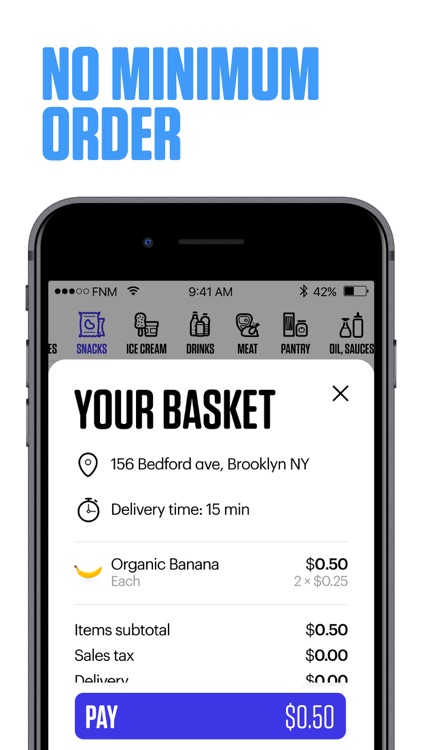 NO MINIMUM
ORDER
FNM 9:41 AM 42%
ES SNACKS ICE CREAM DRINKS MEAT PANTRY OIL, SAUCES
YOUR BASKET
156 Bedford ave, Brooklyn NY
Delivery time: 15 min
Organic Banana $0.50
Each 2 × $0.25
Items subtotal $0.50
Sales tax $0.00
Delivery $0.00
PAY $0.50